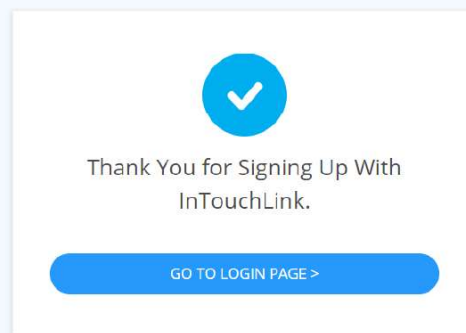 Thank You for Signing Up With
InTouchLink.
GO TO LOGIN PAGE >